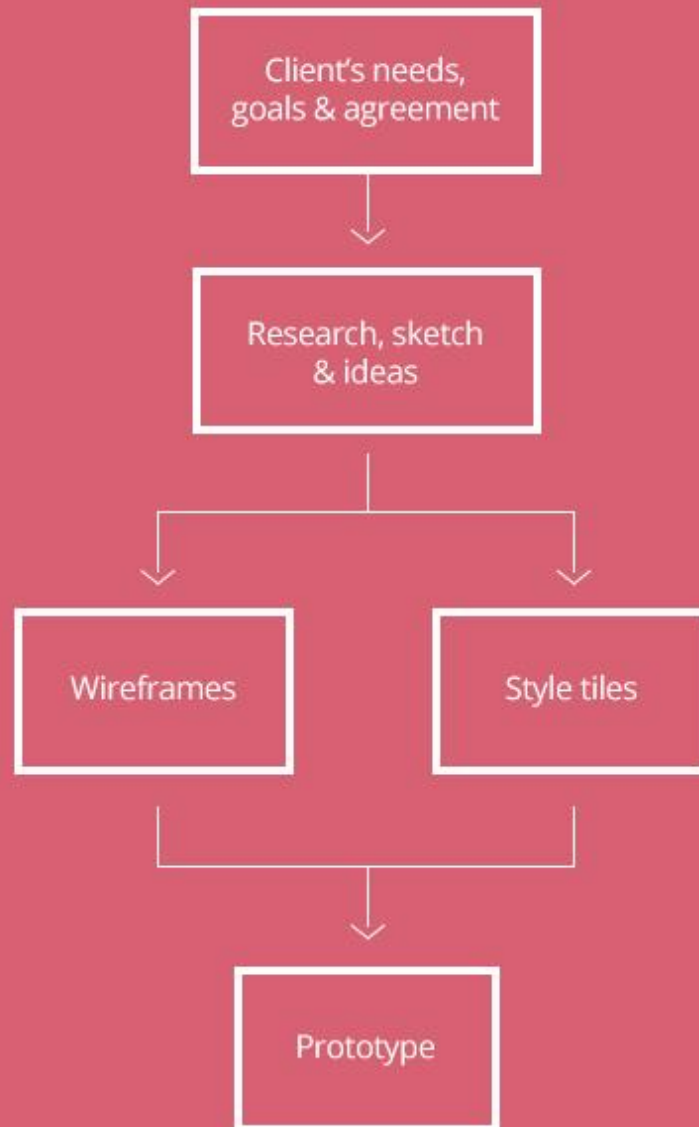 Client's needs,
goals & agreement
Research, sketch
& ideas
Wireframes
Style tiles
Prototype